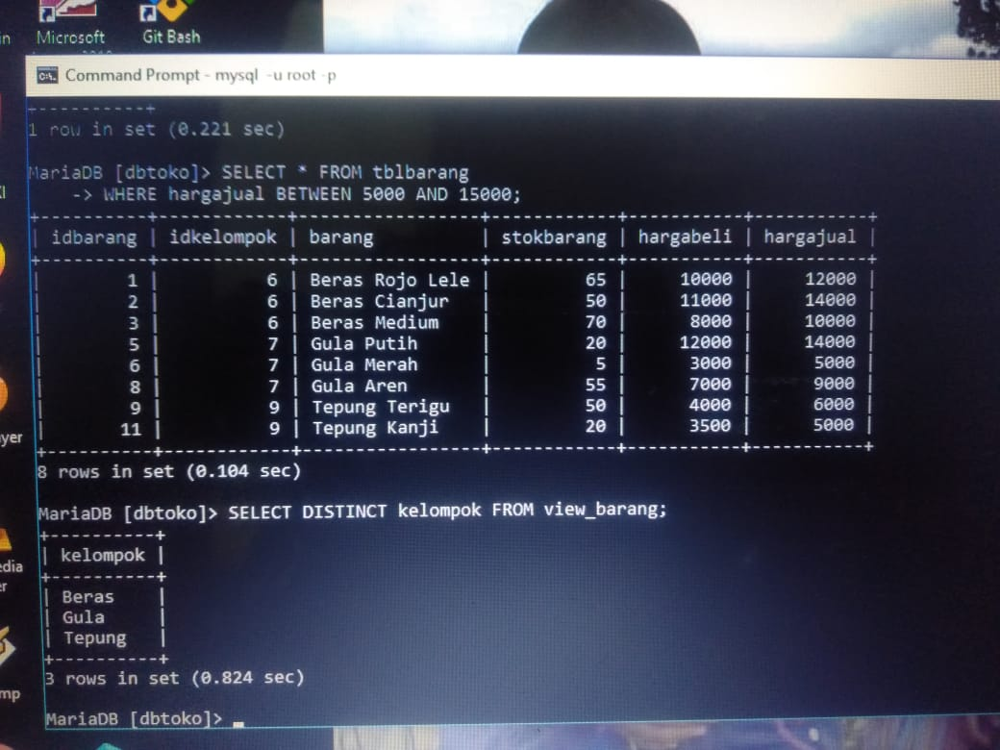 in
Microsoft
Git Bash
Command Prompt - mysql -u root -p
-----------+
1 row in set (0.221 sec)
MariaDB [dbtoko]> SELECT * FROM tblbarang
-> WHERE hargajual BETWEEN 5000 AND 15000;
+----------+------------+----------------+------------+-----------+-----------+
| idbarang | idkelompok | barang | stokbarang | hargabeli | hargajual |
+----------+------------+----------------+------------+-----------+-----------+
| 1 | 6 | Beras Rojo Lele | 65 | 10000 | 12000 |
| 2 | 6 | Beras Cianjur | 50 | 11000 | 14000 |
| 3 | 6 | Beras Medium | 70 | 8000 | 10000 |
| 5 | 7 | Gula Putih | 20 | 12000 | 14000 |
| 6 | 7 | Gula Merah | 5 | 3000 | 5000 |
| 8 | 7 | Gula Aren | 55 | 7000 | 9000 |
| 9 | 9 | Tepung Terigu | 50 | 4000 | 6000 |
| 11 | 9 | Tepung Kanji | 20 | 3500 | 5000 |
+----------+------------+----------------+------------+-----------+-----------+
8 rows in set (0.104 sec)
MariaDB [dbtoko]> SELECT DISTINCT kelompok FROM view_barang;
+----------+
| kelompok |
+----------+
| Beras |
| Gula |
| Tepung |
+----------+
3 rows in set (0.824 sec)
MariaDB [dbtoko]>
yer
edia
er
mp